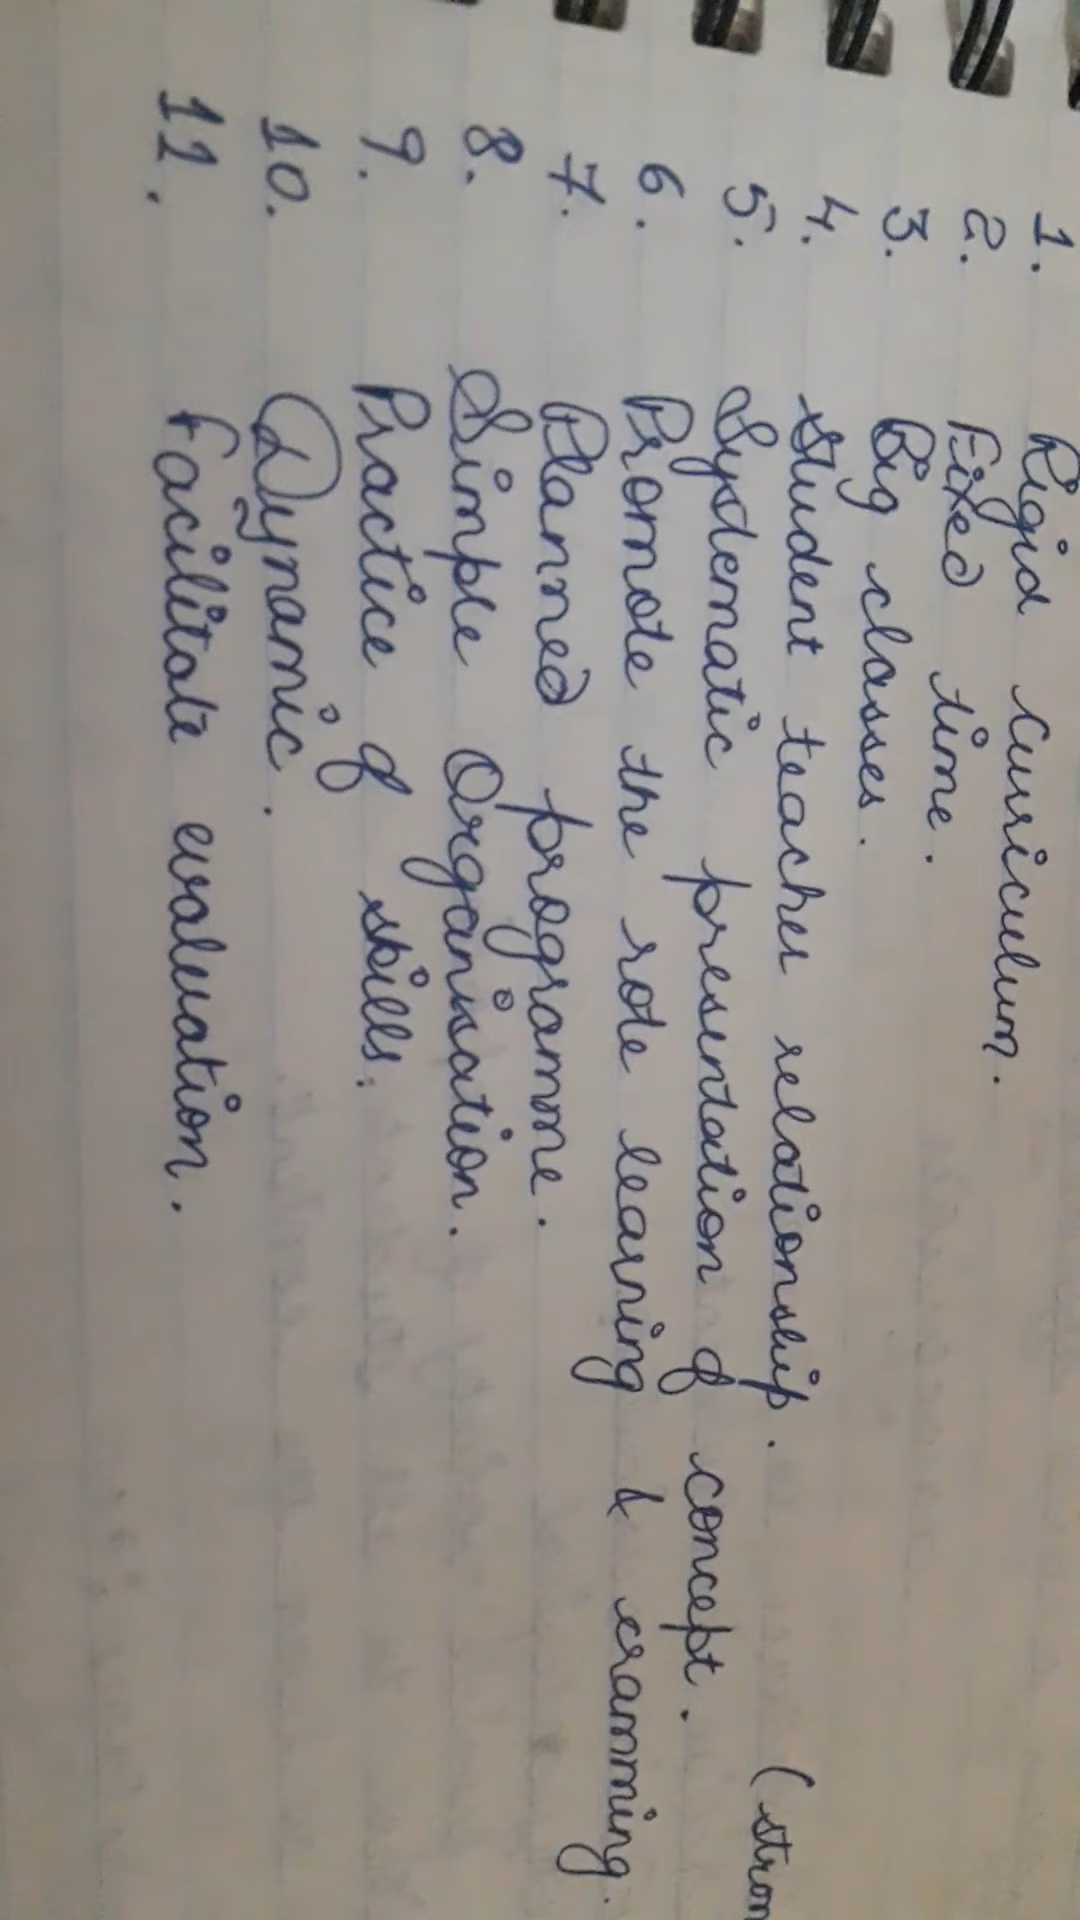 1. Rigid curriculum.
2. Fixed time.
3. Big classes.
4. Student teacher relationship. (stron
5. Systematic presentation of concept.
6. Promote the rote learning & cramming.
7. Planned programme.
8. Simple Organisation.
9. Practice of skills.
10. Dynamic.
11. Facilitate evaluation.